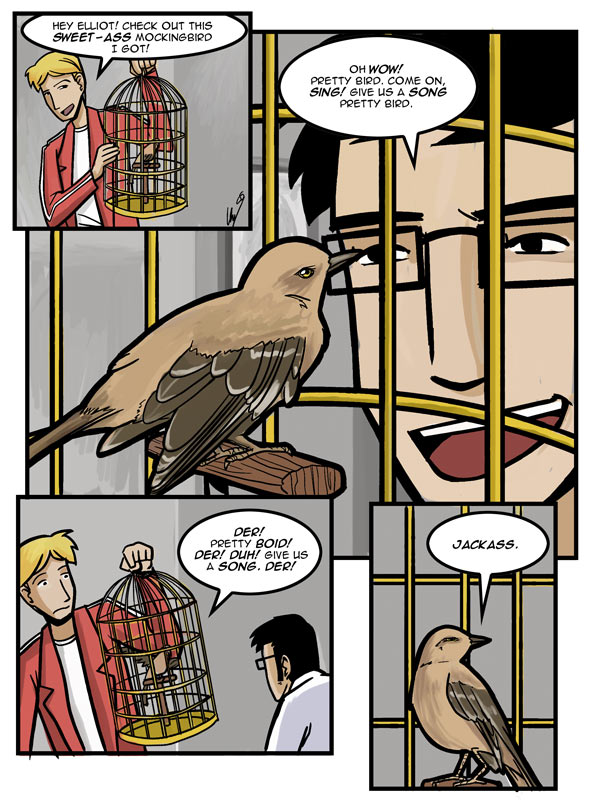 HEY ELLIOT! CHECK OUT THIS
SWEET-ASS MOCKINGBIRD
I GOT!
OH WOW!
PRETTY BIRD. COME ON,
SING! GIVE US A SONG
PRETTY BIRD.
DER!
PRETTY BOID!
DER! DUH! GIVE US
A SONG. DER!
JACKASS.